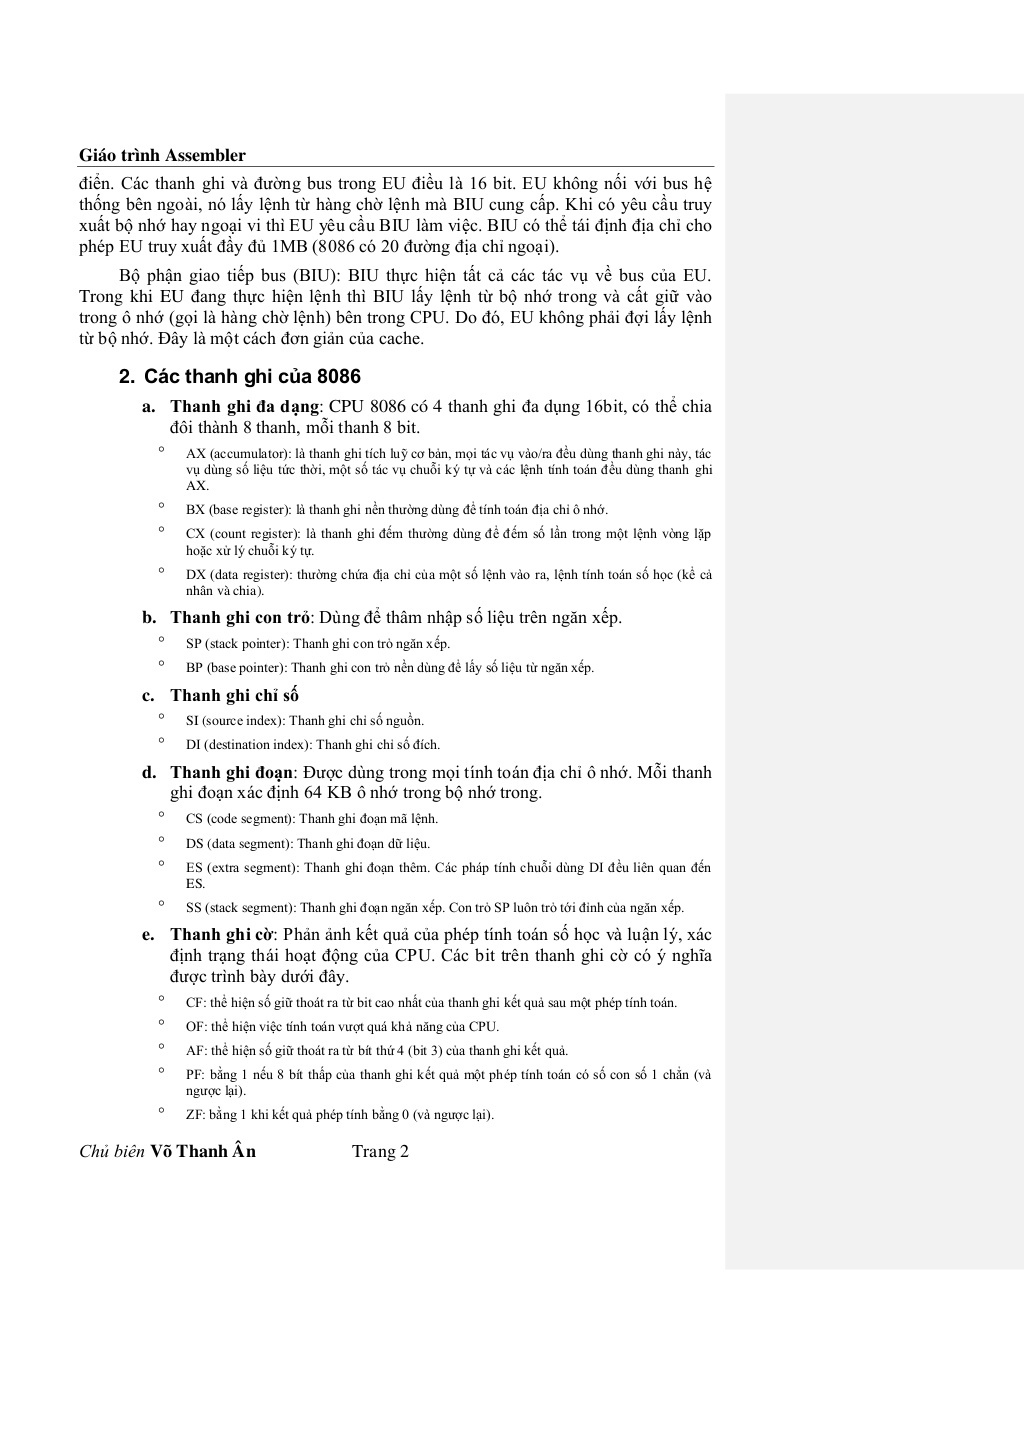 Giáo trình Assembler
điển. Các thanh ghi và đường bus trong EU điều là 16 bit. EU không nối với bus hệ
thống bên ngoài, nó lấy lệnh từ hàng chờ lệnh mà BIU cung cấp. Khi có yêu cầu truy
xuất bộ nhớ hay ngoại vi thì EU yêu cầu BIU làm việc. BIU có thể tái định địa chỉ cho
phép EU truy xuất đầy đủ 1MB (8086 có 20 đường địa chỉ ngoại).
Bộ phận giao tiếp bus (BIU): BIU thực hiện tất cả các tác vụ về bus của EU.
Trong khi EU đang thực hiện lệnh thì BIU lấy lệnh từ bộ nhớ trong và cất giữ vào
trong ô nhớ (gọi là hàng chờ lệnh) bên trong CPU. Do đó, EU không phải đợi lấy lệnh
từ bộ nhớ. Đây là một cách đơn giản của cache.
2. Các thanh ghi của 8086
a. Thanh ghi đa dạng: CPU 8086 có 4 thanh ghi đa dụng 16bit, có thể chia
đôi thành 8 thanh, mỗi thanh 8 bit.
° AX (accumulator): là thanh ghi tích luỹ cơ bản, mọi tác vụ vào/ra đều dùng thanh ghi này, tác
vụ dùng số liệu tức thời, một số tác vụ chuỗi ký tự và các lệnh tính toán đều dùng thanh ghi
AX.
° BX (base register): là thanh ghi nền thường dùng để tính toán địa chỉ ô nhớ.
° CX (count register): là thanh ghi đếm thường dùng để đếm số lần trong một lệnh vòng lặp
hoặc xử lý chuỗi ký tự.
° DX (data register): thường chứa địa chỉ của một số lệnh vào ra, lệnh tính toán số học (kể cả
nhân và chia).
b. Thanh ghi con trỏ: Dùng để thâm nhập số liệu trên ngăn xếp.
° SP (stack pointer): Thanh ghi con trỏ ngăn xếp.
° BP (base pointer): Thanh ghi con trỏ nền dùng để lấy số liệu từ ngăn xếp.
c. Thanh ghi chỉ số
° SI (source index): Thanh ghi chỉ số nguồn.
° DI (destination index): Thanh ghi chỉ số đích.
d. Thanh ghi đoạn: Được dùng trong mọi tính toán địa chỉ ô nhớ. Mỗi thanh
ghi đoạn xác định 64 KB ô nhớ trong bộ nhớ trong.
° CS (code segment): Thanh ghi đoạn mã lệnh.
° DS (data segment): Thanh ghi đoạn dữ liệu.
° ES (extra segment): Thanh ghi đoạn thêm. Các pháp tính chuỗi dùng DI đều liên quan đến
ES.
° SS (stack segment): Thanh ghi đoạn ngăn xếp. Con trỏ SP luôn trỏ tới đỉnh của ngăn xếp.
e. Thanh ghi cờ: Phản ảnh kết quả của phép tính toán số học và luận lý, xác
định trạng thái hoạt động của CPU. Các bit trên thanh ghi cờ có ý nghĩa
được trình bày dưới đây.
° CF: thể hiện số giữ thoát ra từ bit cao nhất của thanh ghi kết quả sau một phép tính toán.
° OF: thể hiện việc tính toán vượt quá khả năng của CPU.
° AF: thể hiện số giữ thoát ra từ bít thứ 4 (bit 3) của thanh ghi kết quả.
° PF: bằng 1 nếu 8 bít thấp của thanh ghi kết quả một phép tính toán có số con số 1 chẳn (và
ngược lại).
° ZF: bằng 1 khi kết quả phép tính bằng 0 (và ngược lại).
Chủ biên Võ Thanh Ân Trang 2